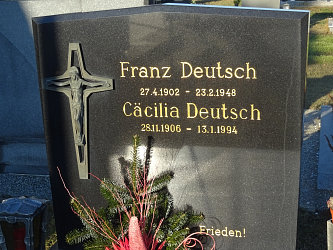 Franz Deutsch
27.4.1902 - 23.2.1948
Cäcilia Deutsch
28.11.1906 - 13.1.1994
Frieden!